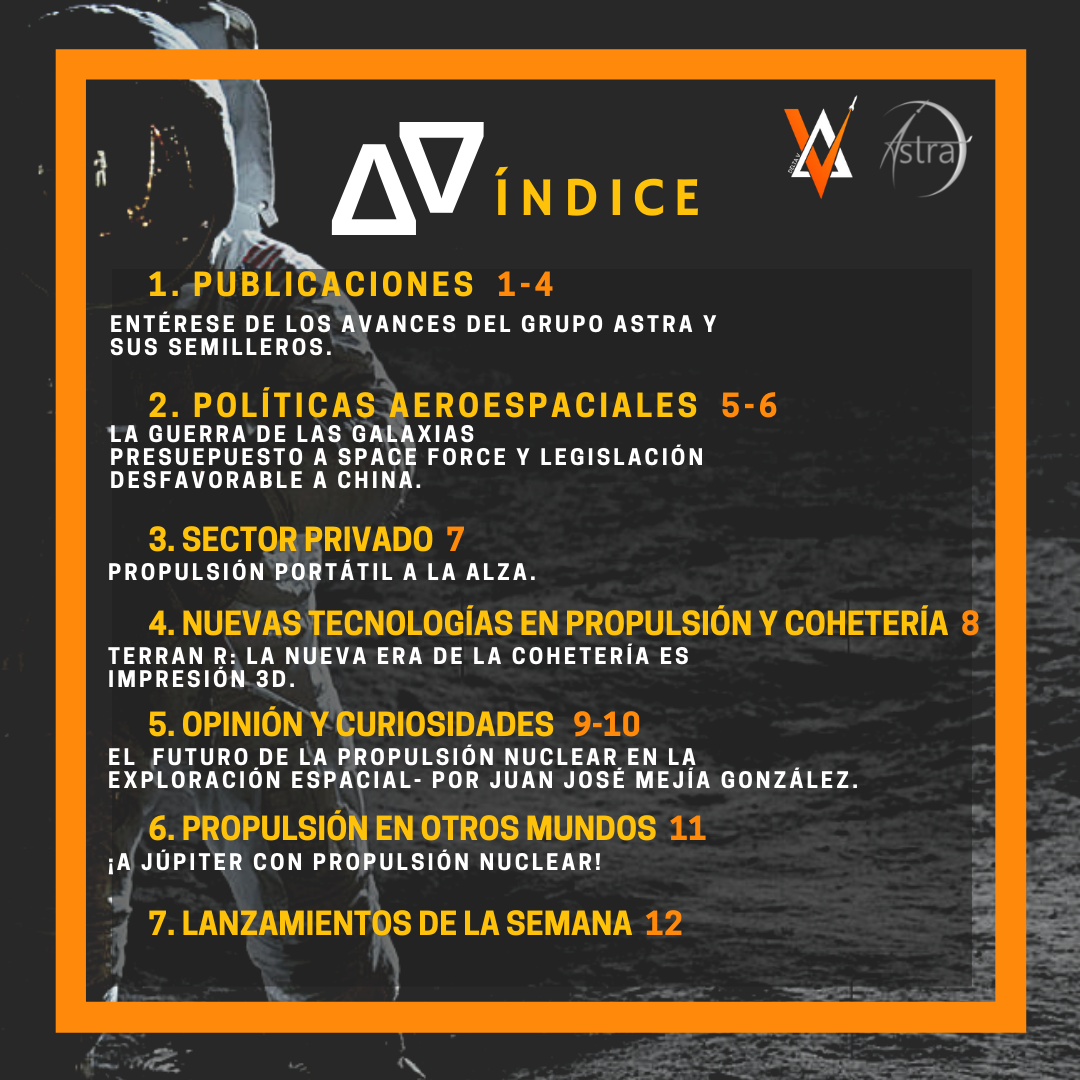 ÍNDICE
DELTA V
Astra
1. PUBLICACIONES 1-4
ENTÉRESE DE LOS AVANCES DEL GRUPO ASTRA Y
SUS SEMILLEROS.
2. POLÍTICAS AEROESPACIALES 5-6
LA GUERRA DE LAS GALAXIAS
PRESUEPUESTO A SPACE FORCE Y LEGISLACIÓN
DESFAVORABLE A CHINA.
3. SECTOR PRIVADO 7
PROPULSIÓN PORTÁTIL A LA ALZA.
4. NUEVAS TECNOLOGÍAS EN PROPULSIÓN Y COHETERÍA 8
TERRAN R: LA NUEVA ERA DE LA COHETERÍA ES
IMPRESIÓN 3D.
5. OPINIÓN Y CURIOSIDADES 9-10
EL FUTURO DE LA PROPULSIÓN NUCLEAR EN LA
EXPLORACIÓN ESPACIAL- POR JUAN JOSÉ MEJÍA GONZÁLEZ.
6. PROPULSIÓN EN OTROS MUNDOS 11
¡A JÚPITER CON PROPULSIÓN NUCLEAR!
7. LANZAMIENTOS DE LA SEMANA 12